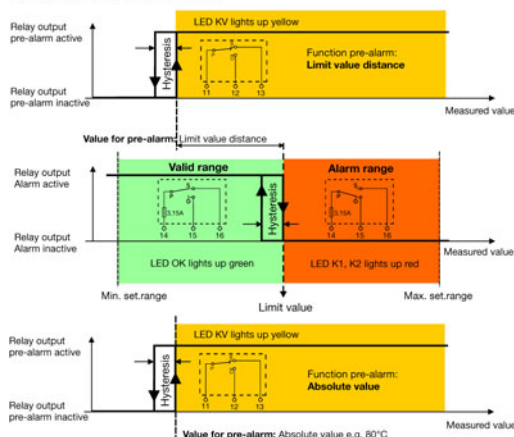 LED KV lights up yellow
Relay output
pre-alarm active
Hysteresis
Function pre-alarm:
Limit value distance
11 12 13
Relay output
pre-alarm inactive
Measured value
Value for pre-alarm: Limit value distance
Valid range
Alarm range
Relay output
Alarm active
Hysteresis
3,15A
3,15A
14 15 16
14 15 16
Relay output
Alarm inactive
Measured value
LED OK lights up green
LED K1, K2 lights up red
Min. set.range
Limit value
Max. set.range
LED KV lights up yellow
Relay output
pre-alarm active
Hysteresis
Function pre-alarm:
Absolute value
11 12 13
Relay output
pre-alarm inactive
Measured value
Value for pre-alarm: Absolute value e.g. 80°C